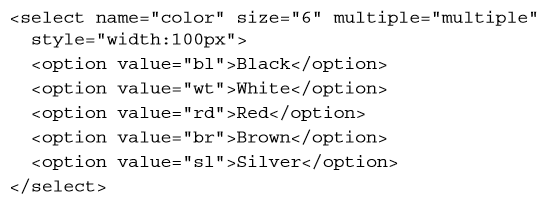 <select name="color" size="6" multiple="multiple"
style="width:100px">
<option value="bl">Black</option>
<option value="wt">White</option>
<option value="rd">Red</option>
<option value="br">Brown</option>
<option value="sl">Silver</option>
</select>